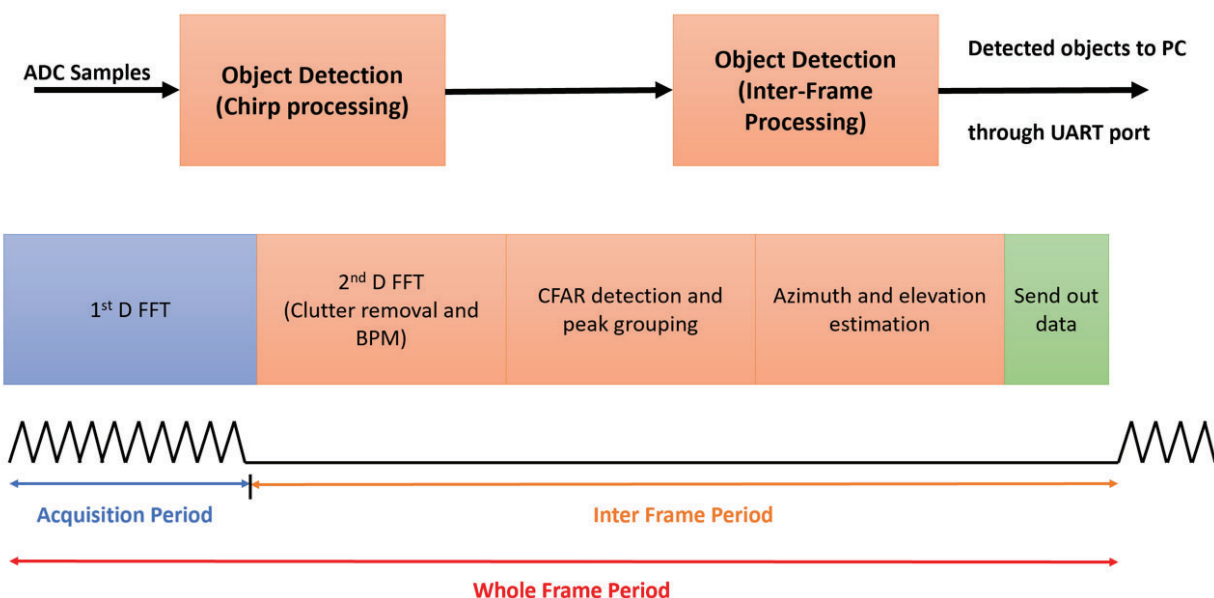 ADC Samples
Object Detection
(Chirp processing)
Object Detection
(Inter-Frame
Processing)
Detected objects to PC
through UART port
1st D FFT
2nd D FFT
(Clutter removal and
BPM)
CFAR detection and
peak grouping
Azimuth and elevation
estimation
Send out
data
Acquisition Period
Inter Frame Period
Whole Frame Period